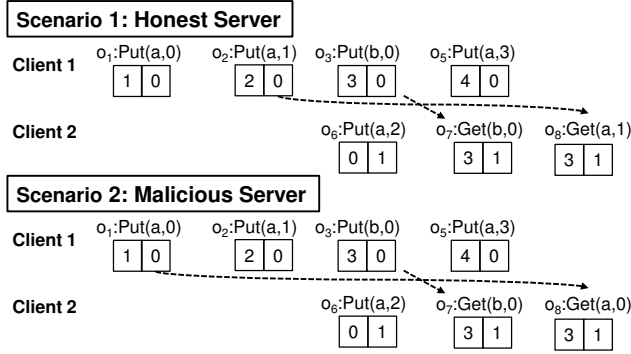 Scenario 1: Honest Server
o₁:Put(a,0) o₂:Put(a,1) o₃:Put(b,0) o₅:Put(a,3)
Client 1 1 0 2 0 3 0 4 0
Client 2 o₆:Put(a,2) o₇:Get(b,0) o₈:Get(a,1)
0 1 3 1 3 1
Scenario 2: Malicious Server
o₁:Put(a,0) o₂:Put(a,1) o₃:Put(b,0) o₅:Put(a,3)
Client 1 1 0 2 0 3 0 4 0
Client 2 o₆:Put(a,2) o₇:Get(b,0) o₈:Get(a,0)
0 1 3 1 3 1